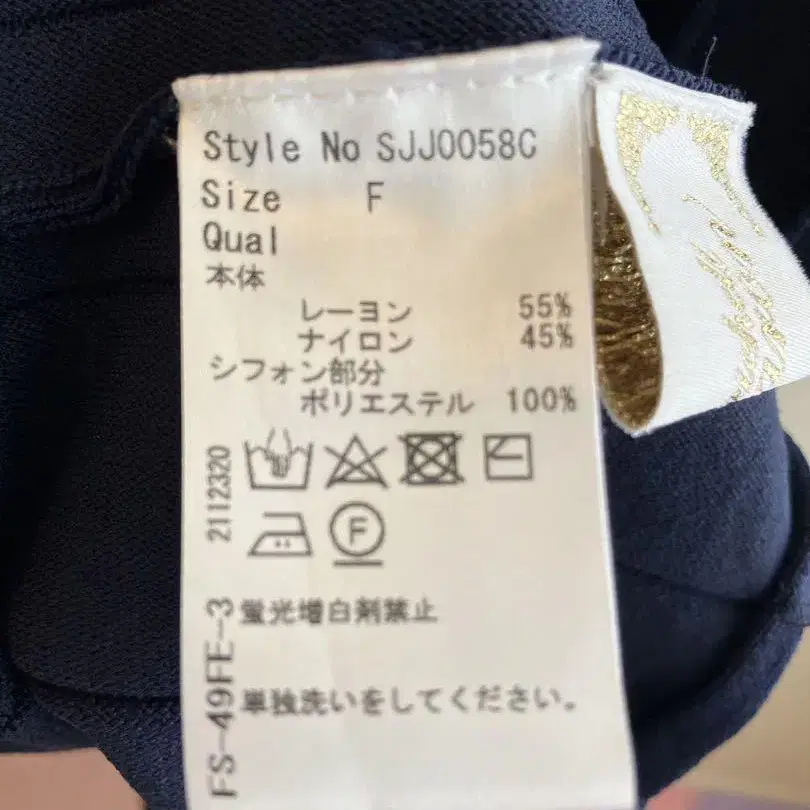 Style No SJJ0058C
Size F
Qual
本体
レーヨン 55%
ナイロン 45%
シフォン部分
ポリエステル 100%
2112320
F
FS-49FE-3
蛍光増白剤禁止
単独洗いをしてください。